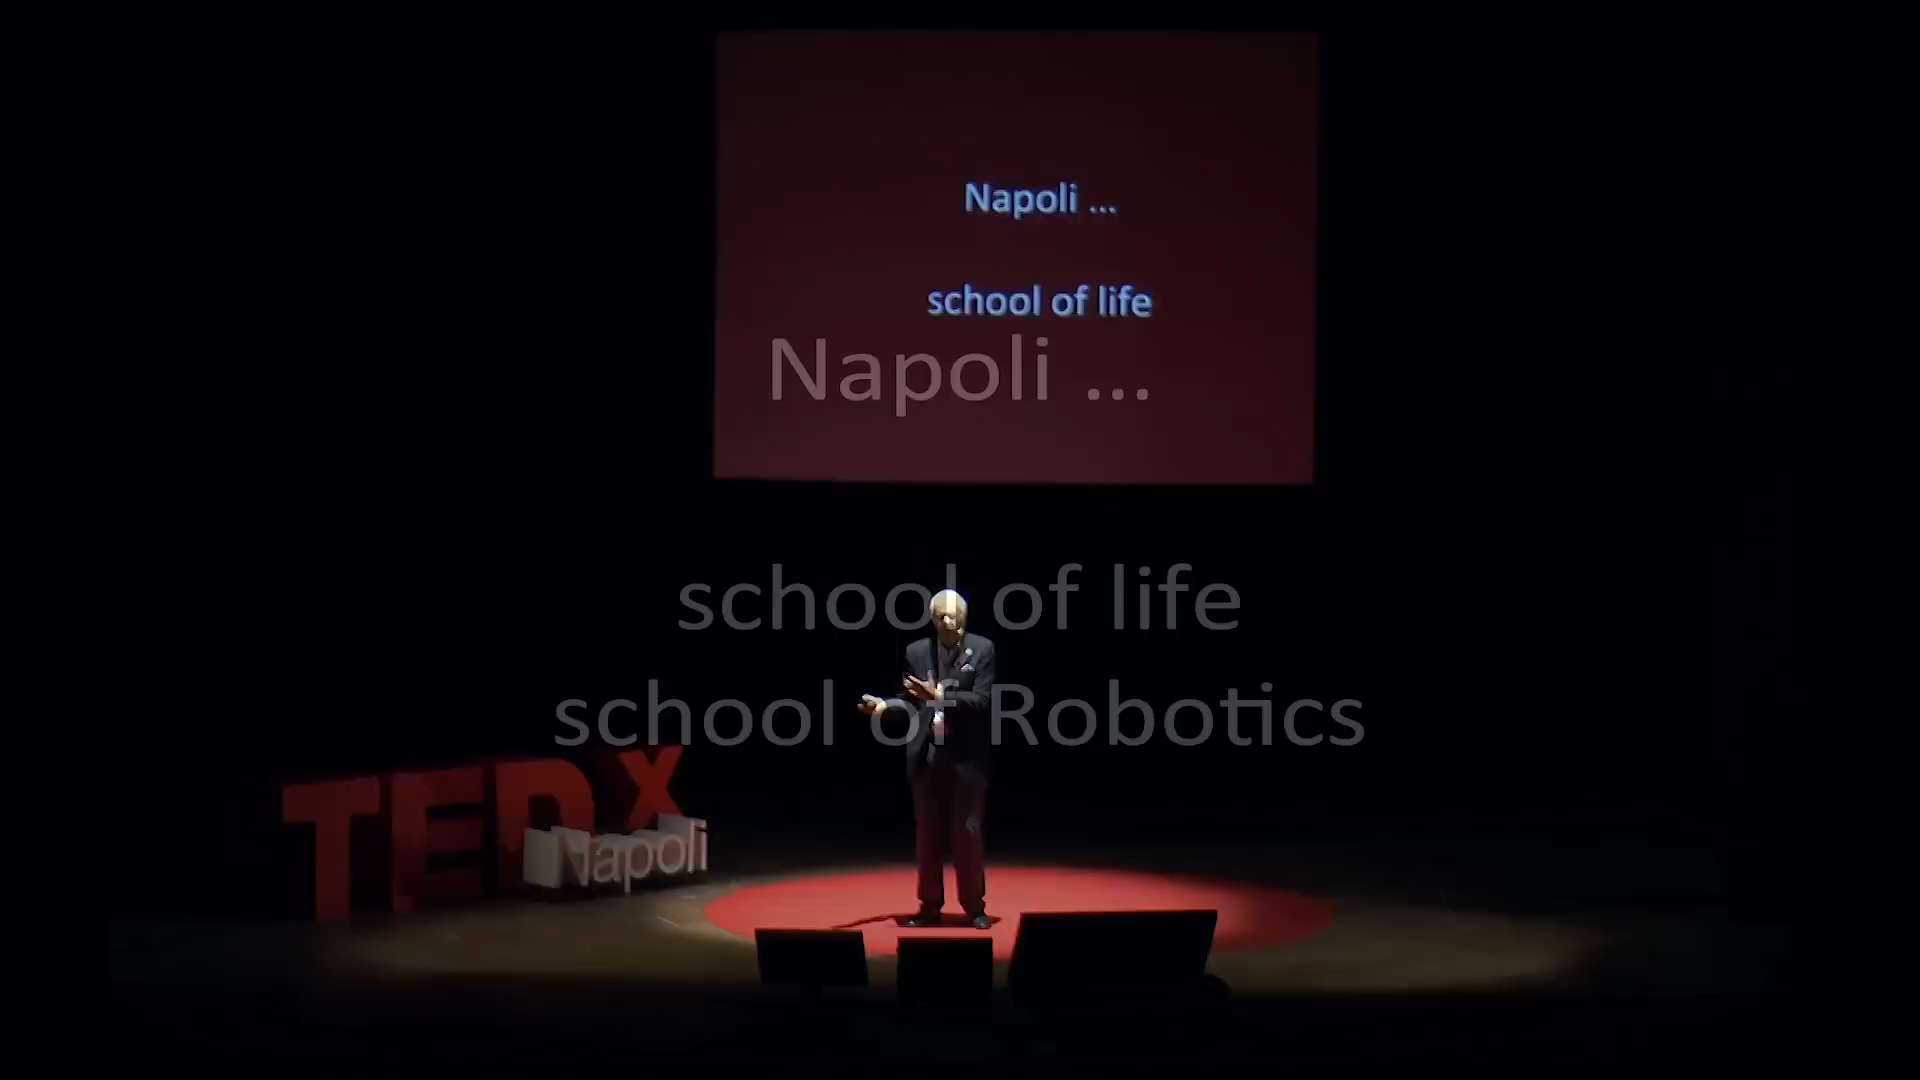 Napoli ...
school of life
Napoli ...
school of life
school of Robotics
TEDx
Napoli